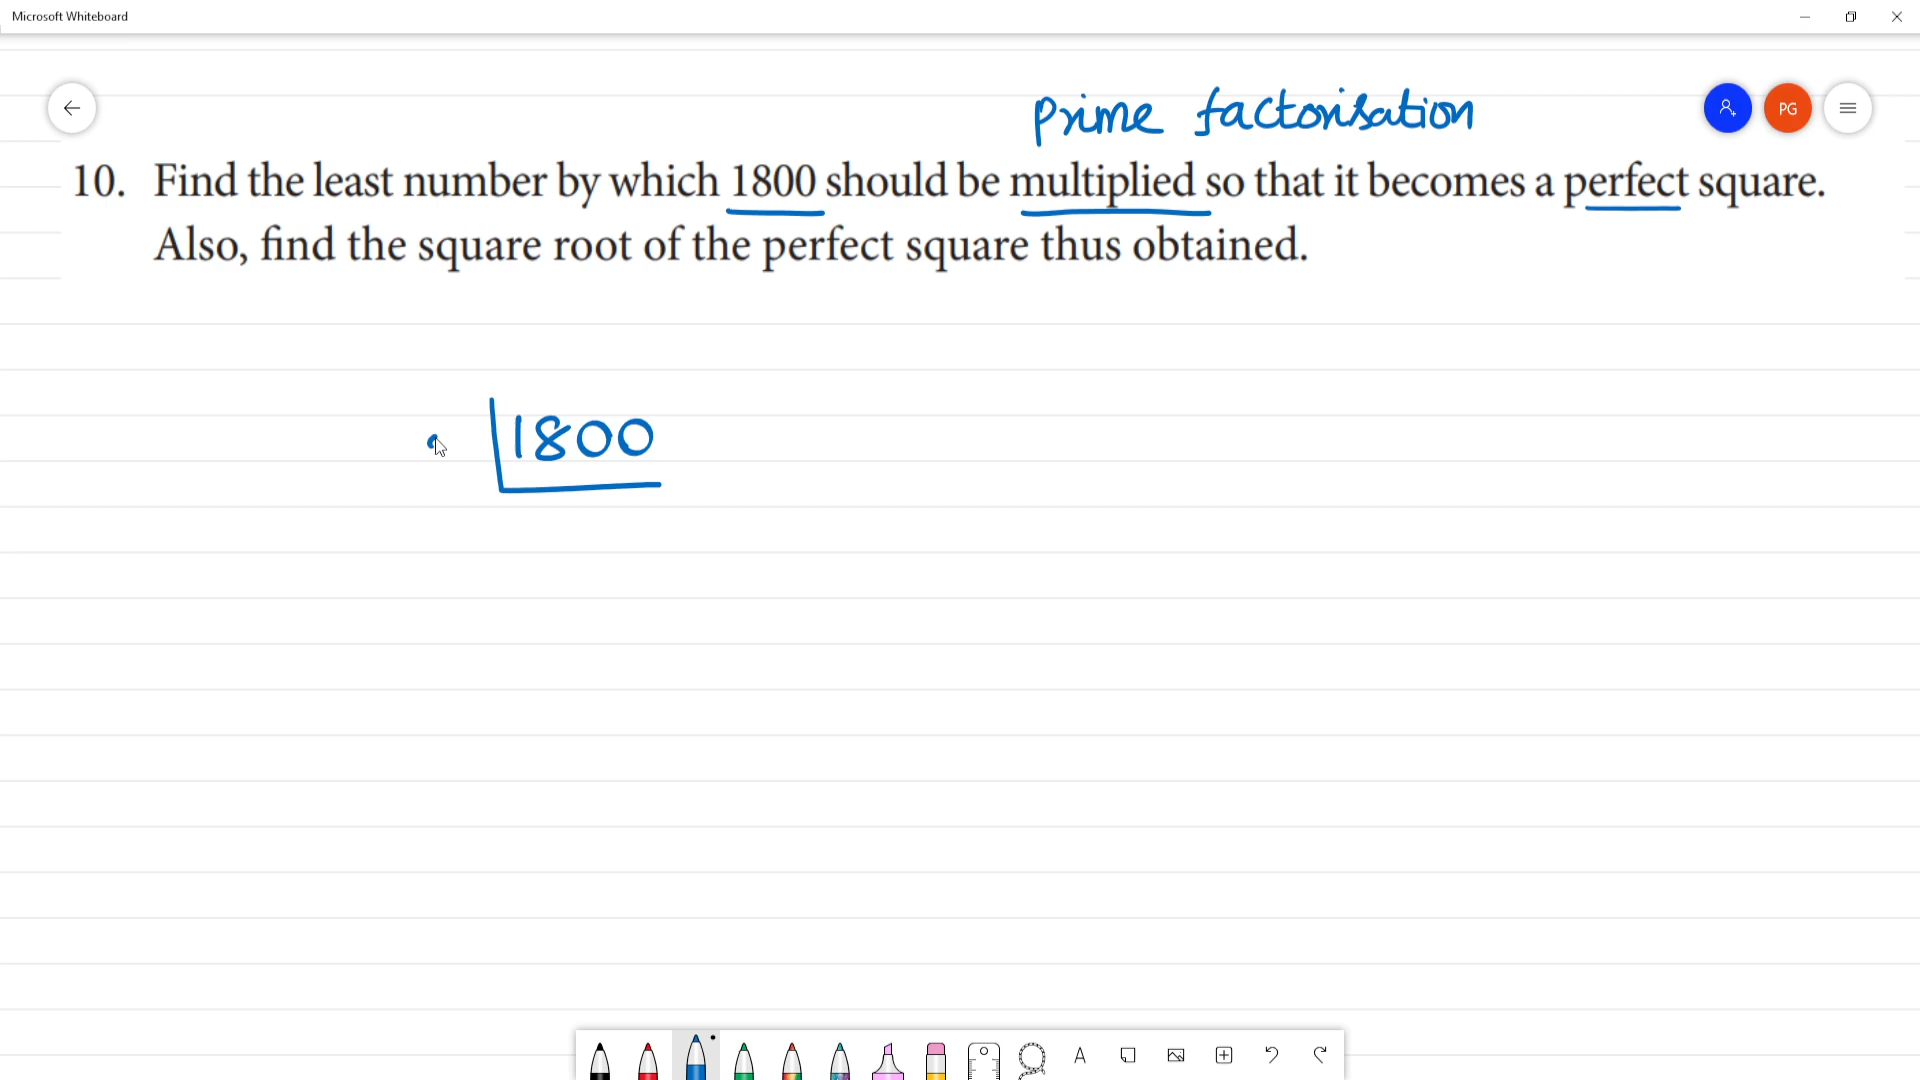 Microsoft Whiteboard
prime factorisation
PG
10. Find the least number by which 1800 should be multiplied so that it becomes a perfect square.
Also, find the square root of the perfect square thus obtained.
1800
A